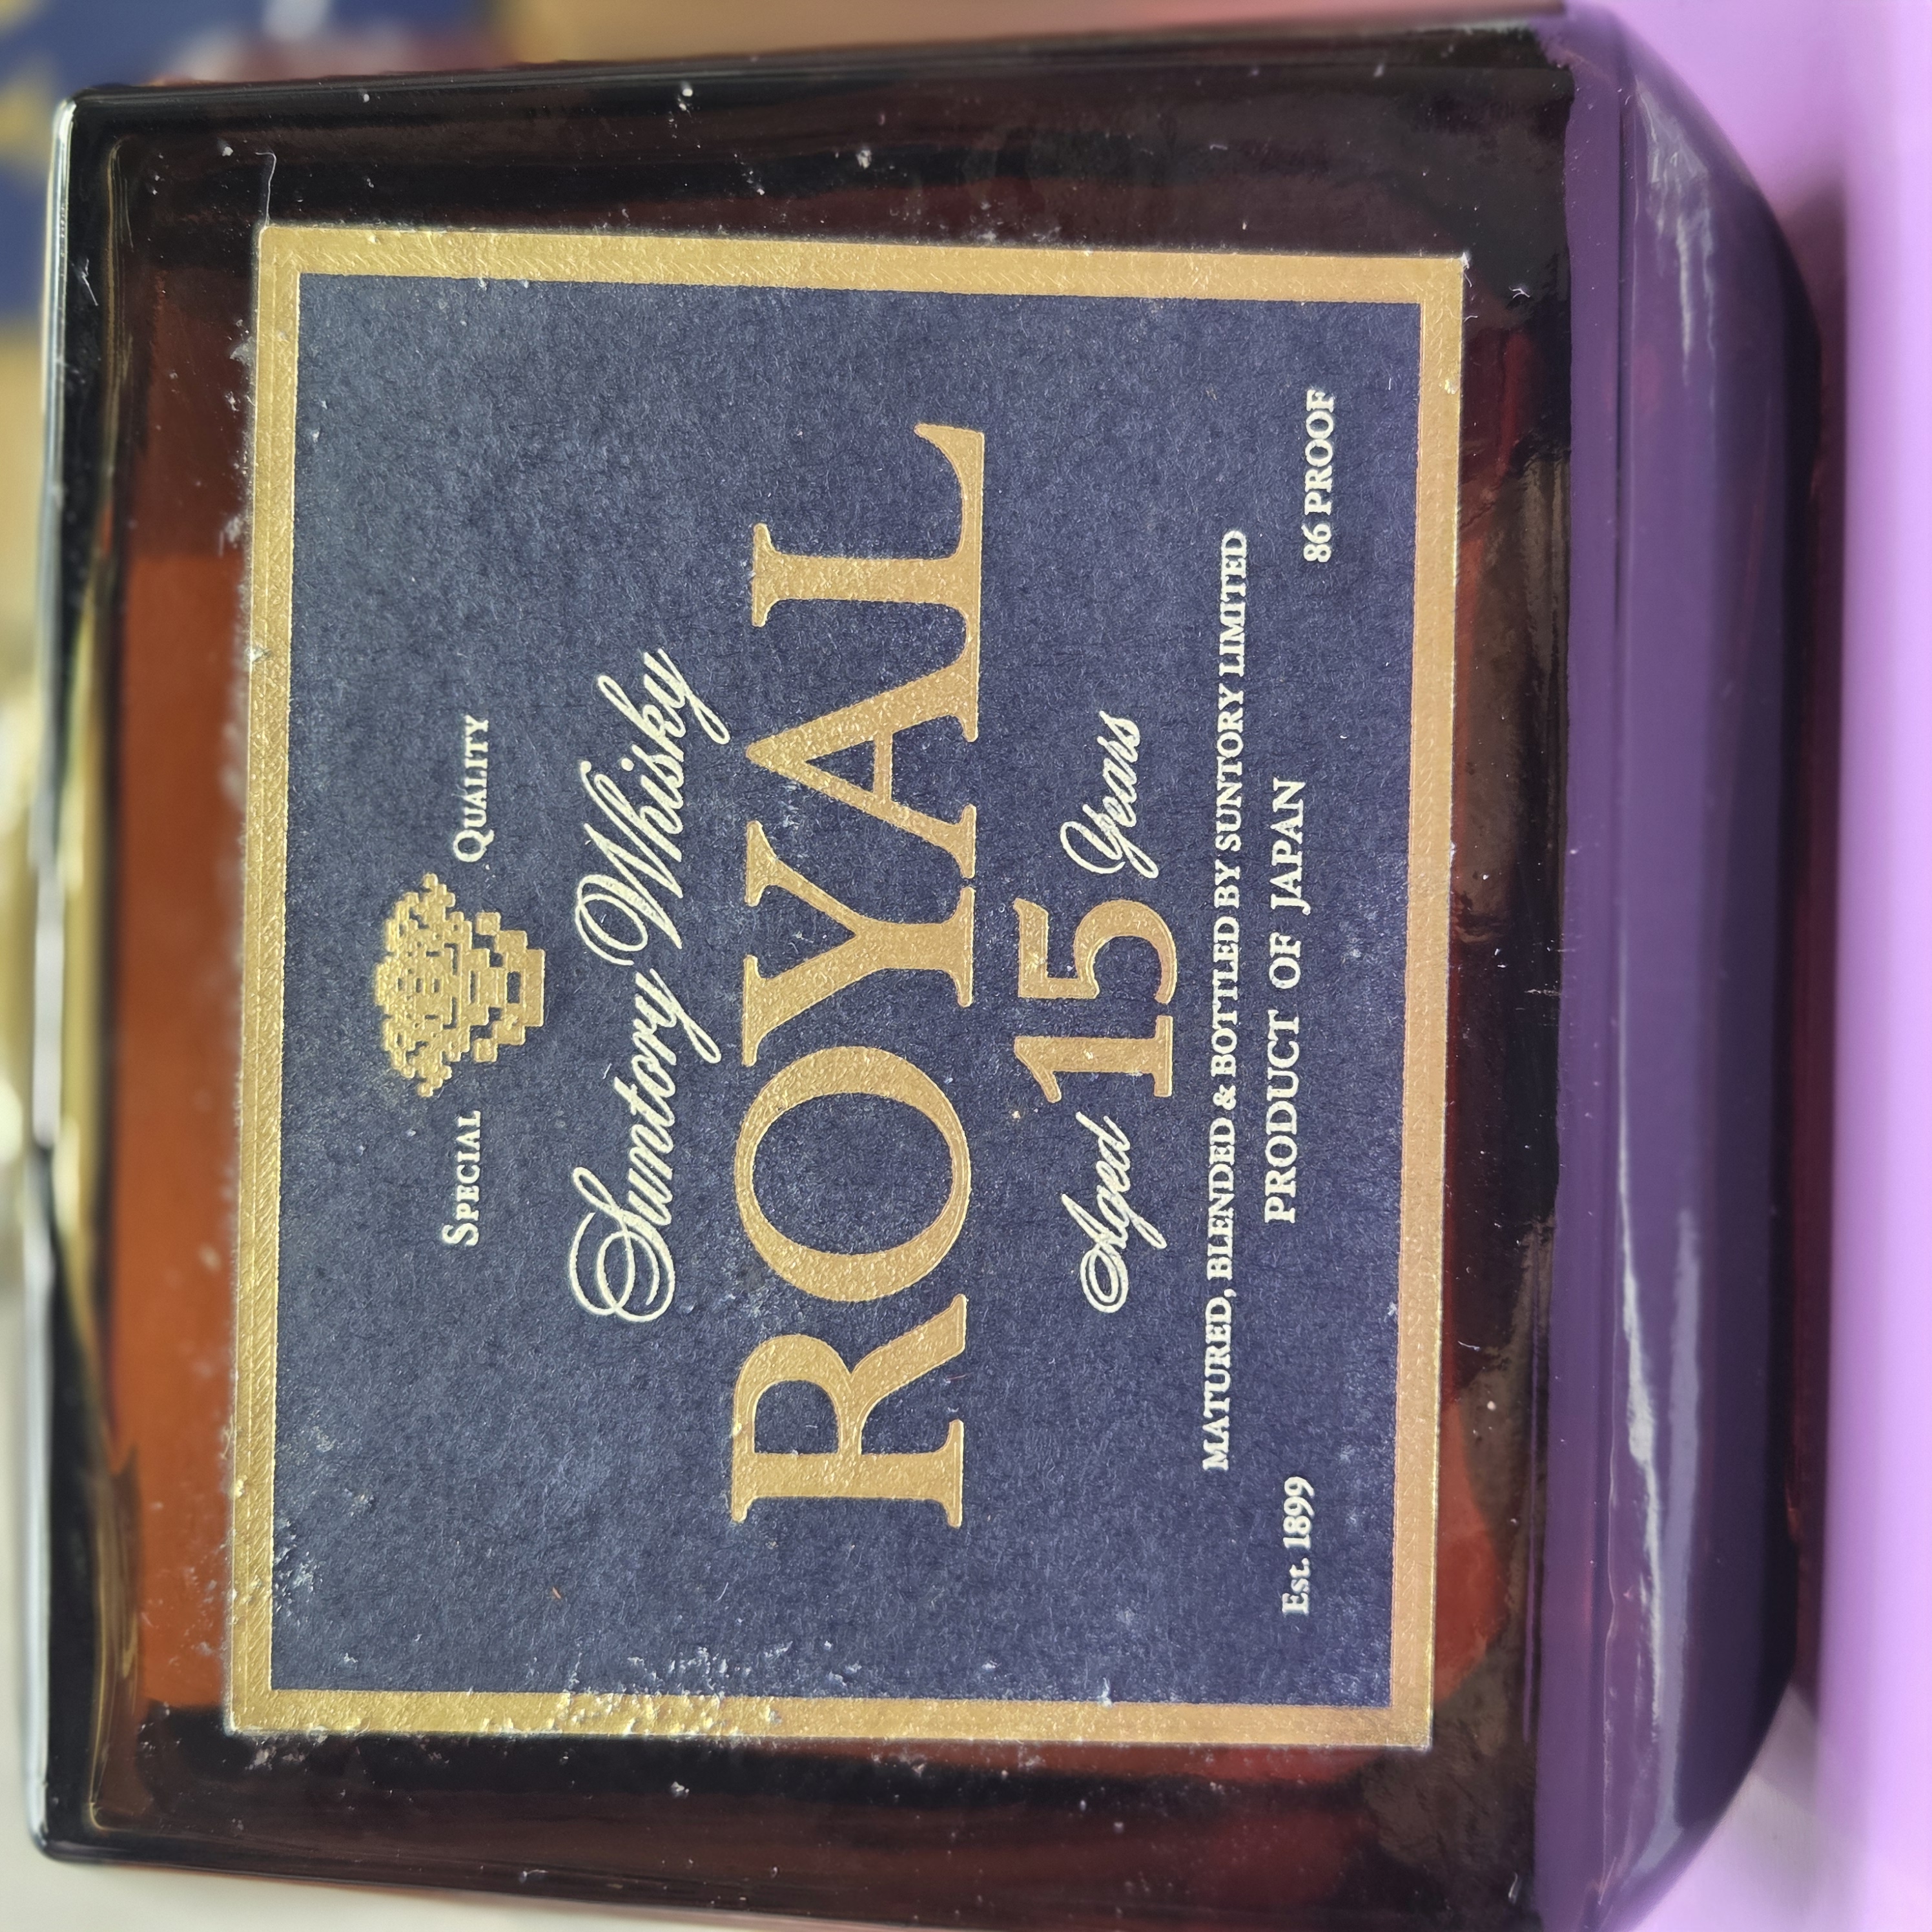 SPECIAL QUALITY
Suntory Whisky
ROYAL
Aged 15 Years
MATURED, BLENDED & BOTTLED BY SUNTORY LIMITED
PRODUCT OF JAPAN
Est. 1899 86 PROOF